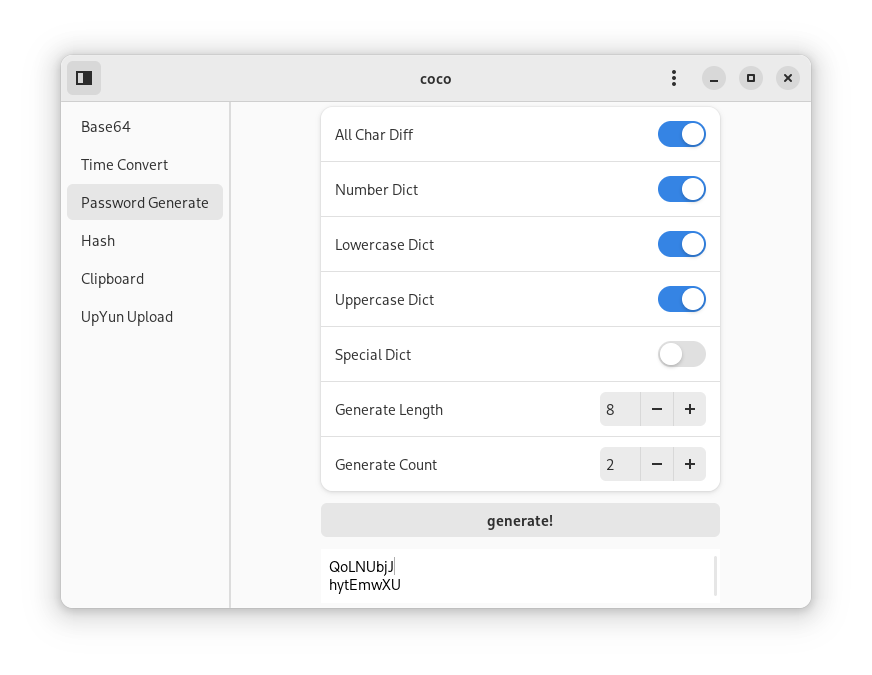 coco
Base64
Time Convert
Password Generate
Hash
Clipboard
UpYun Upload
All Char Diff
Number Dict
Lowercase Dict
Uppercase Dict
Special Dict
Generate Length 8
Generate Count 2
generate!
QoLNUbjJ
hytEmwXU